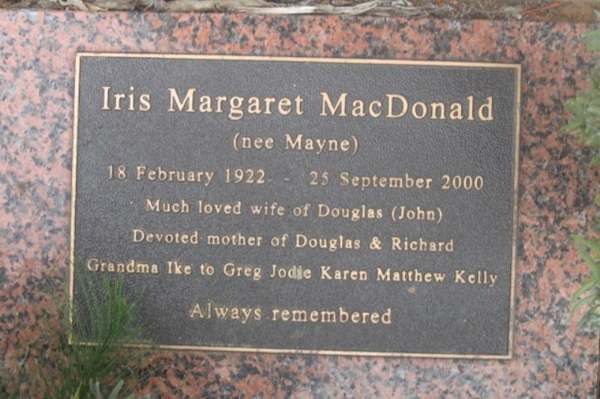 Iris Margaret MacDonald
(nee Mayne)
18 February 1922 - 25 September 2000
Much loved wife of Douglas (John)
Devoted mother of Douglas & Richard
Grandma Ike to Greg Jodie Karen Matthew Kelly
Always remembered